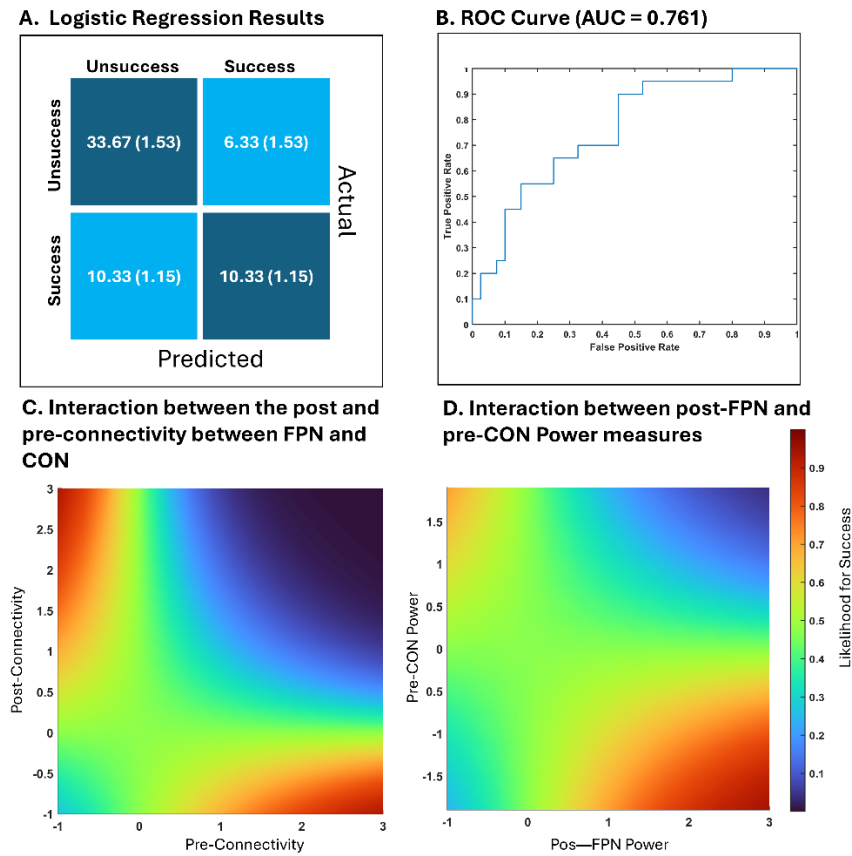 A. Logistic Regression Results
Unsuccess Success
Unsuccess
33.67 (1.53) 6.33 (1.53)
Actual
Success
10.33 (1.15) 10.33 (1.15)
Predicted
B. ROC Curve (AUC = 0.761)
True Positive Rate
1
0.9
0.8
0.7
0.6
0.5
0.4
0.3
0.2
0.1
0
0 0.1 0.2 0.3 0.4 0.5 0.6 0.7 0.8 0.9 1
False Positive Rate
C. Interaction between the post and
pre-connectivity between FPN and
CON
Post-Connectivity
3
2.5
2
1.5
1
0.5
0
-0.5
-1
-1 0 1 2 3
Pre-Connectivity
D. Interaction between post-FPN and
pre-CON Power measures
Pre-CON Power
1.5
1
0.5
0
0.5
-1
-1.5
-1 0 1 2 3
Pos—FPN Power
0.9
0.8
0.7
0.6
0.5
0.4
0.3
0.2
0.1
Likelihood for Success